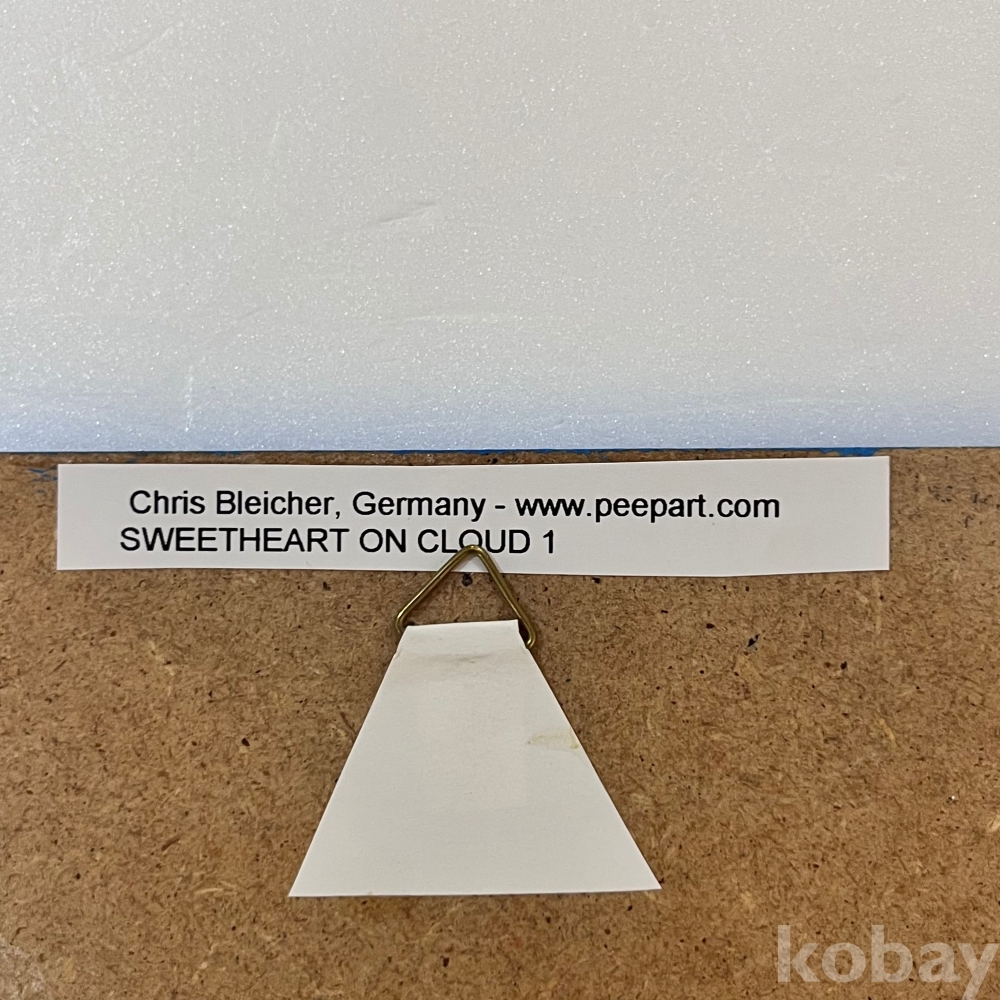 Chris Bleicher, Germany - www.peepart.com
SWEETHEART ON CLOUD 1
kobay